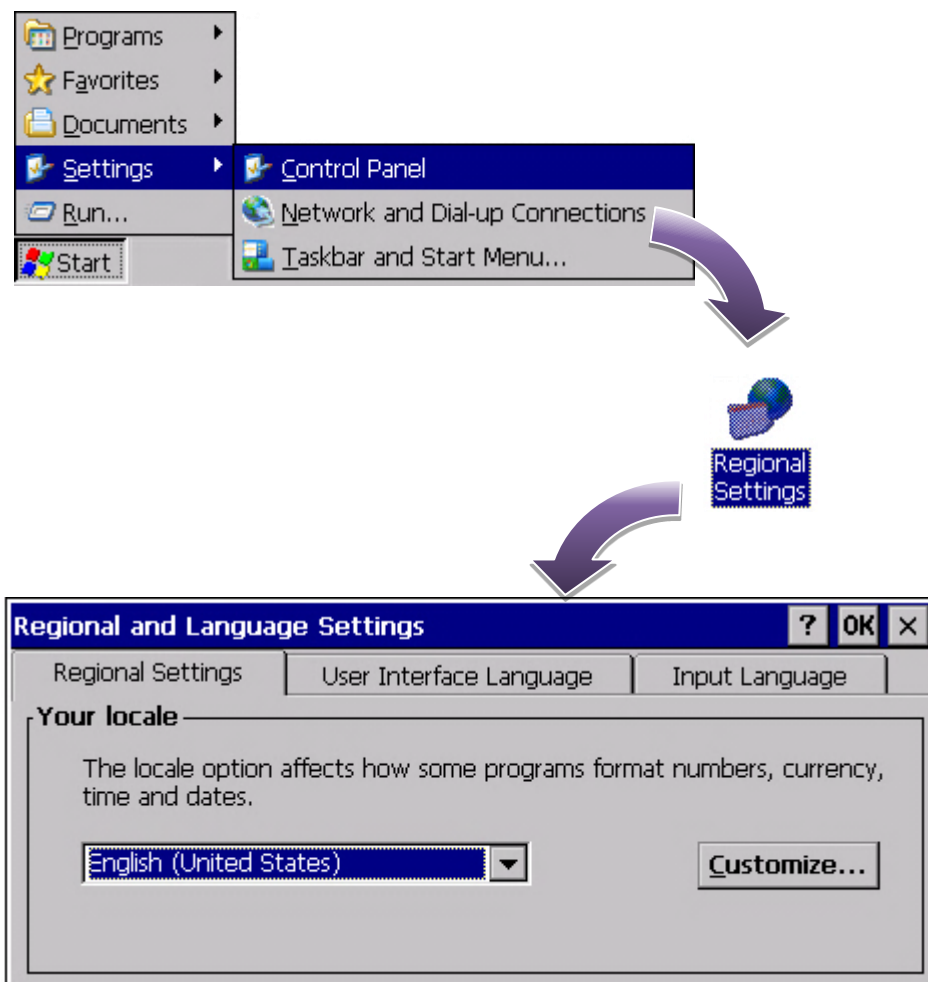 Programs
Favorites
Documents
Settings
Control Panel
Run...
Network and Dial-up Connections
Start
Taskbar and Start Menu...
Regional
Settings
Regional and Language Settings
? OK ×
Regional Settings
User Interface Language
Input Language
Your locale
The locale option affects how some programs format numbers, currency,
time and dates.
English (United States)
Customize...